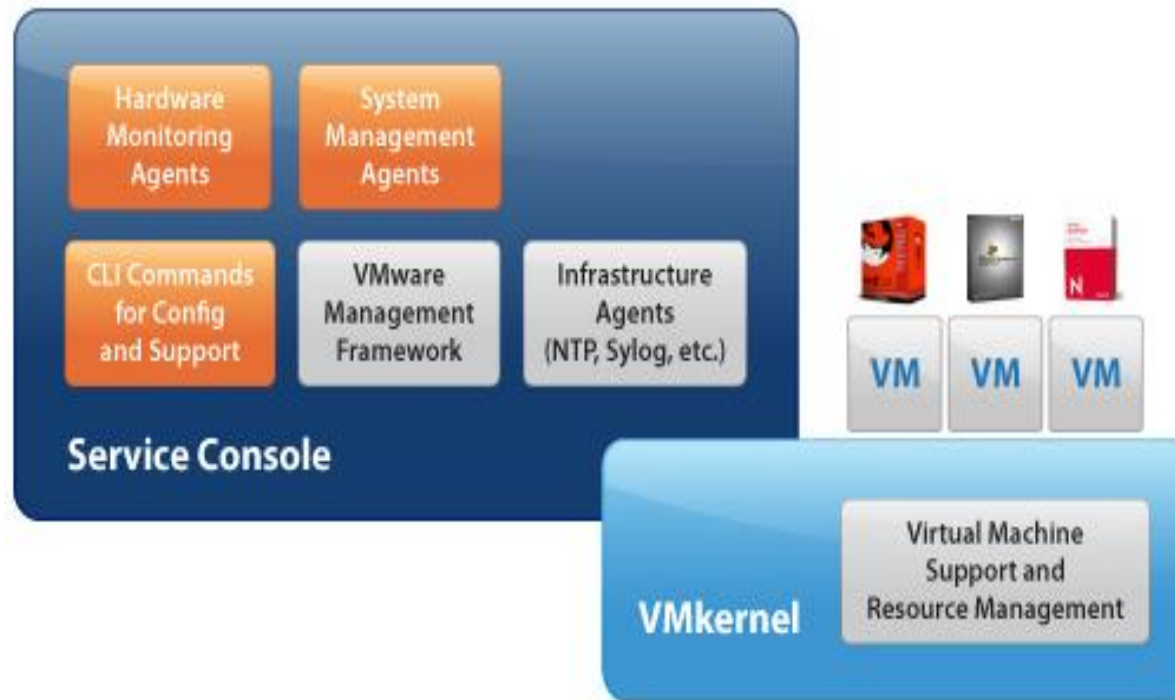 Hardware
Monitoring
Agents
System
Management
Agents
CLI Commands
for Config
and Support
VMware
Management
Framework
Infrastructure
Agents
(NTP, Sylog, etc.)
Service Console
N
VM
VM
VM
VMkernel
Virtual Machine
Support and
Resource Management